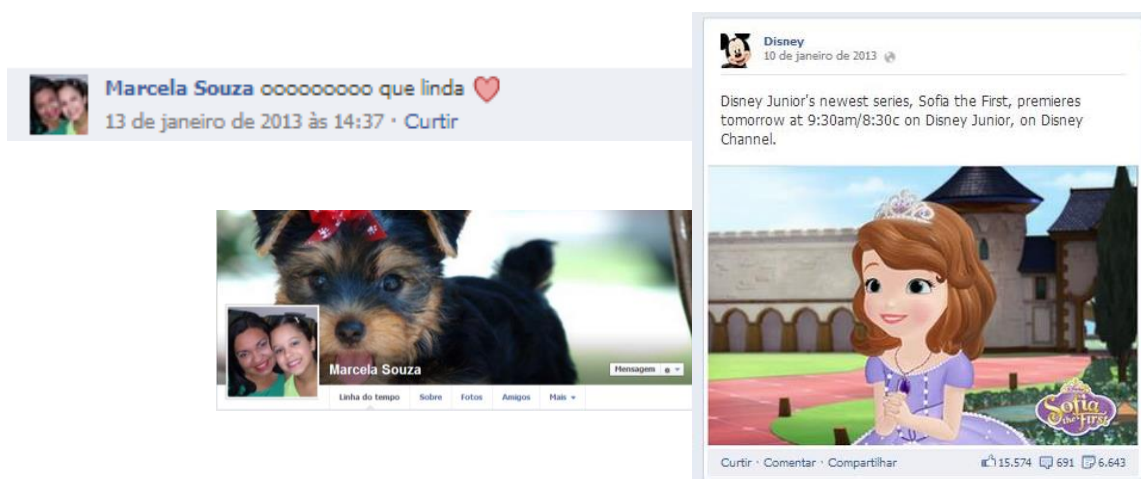 Marcela Souza ooooooooo que linda
13 de janeiro de 2013 às 14:37 · Curtir
Marcela Souza
Mensagem
Linha do tempo Sobre Fotos Amigos Mais
Disney
10 de janeiro de 2013
Disney Junior's newest series, Sofia the First, premieres
tomorrow at 9:30am/8:30c on Disney Junior, on Disney
Channel.
Sofia
the First
Curtir · Comentar · Compartilhar 15.574 691 6.643